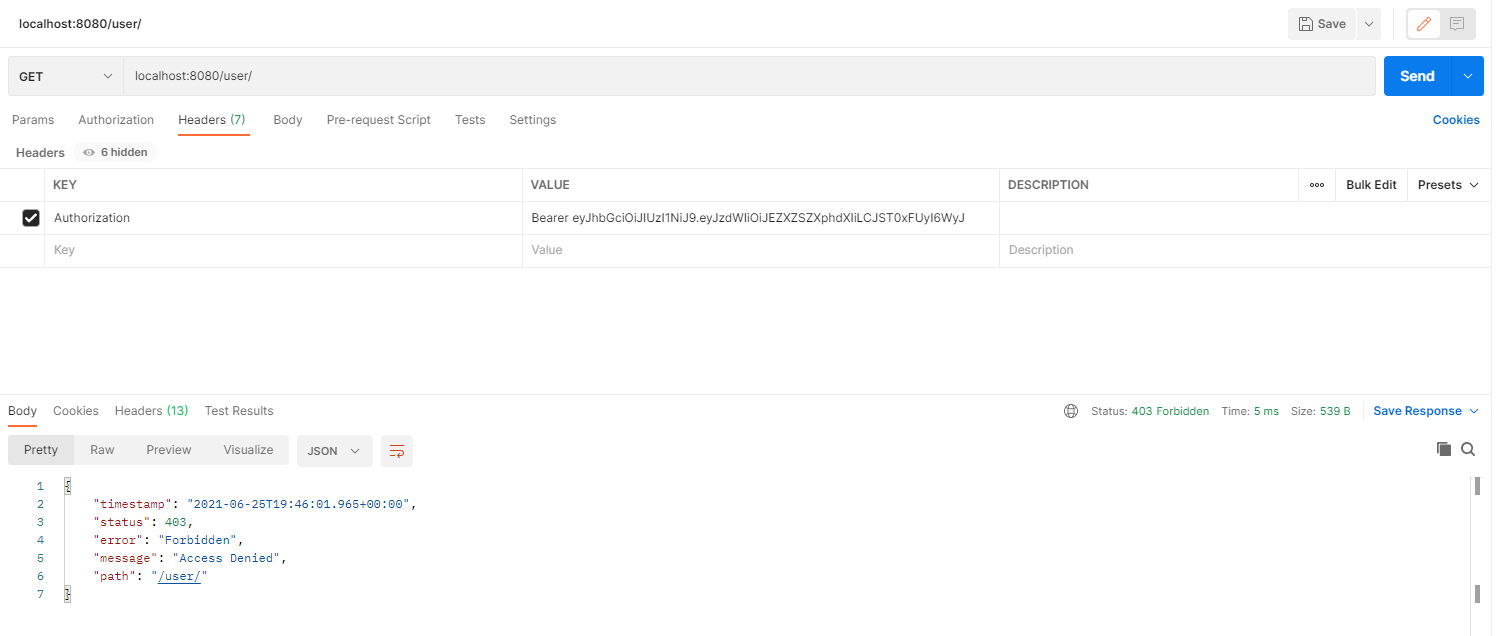 localhost:8080/user/
Save
GET
localhost:8080/user/
Send
Params Authorization Headers (7) Body Pre-request Script Tests Settings Cookies
Headers 6 hidden
KEY VALUE DESCRIPTION ooo Bulk Edit Presets
Authorization Bearer eyJhbGciOiJIUzI1NiJ9.eyJzdWIiOiJEZXZSZXphdXIiLCJST0xFUyI6WyJ
Key Value Description
Body Cookies Headers (13) Test Results Status: 403 Forbidden Time: 5 ms Size: 539 B Save Response
Pretty Raw Preview Visualize JSON
1 {
2 "timestamp": "2021-06-25T19:46:01.965+00:00",
3 "status": 403,
4 "error": "Forbidden",
5 "message": "Access Denied",
6 "path": "/user/"
7 }